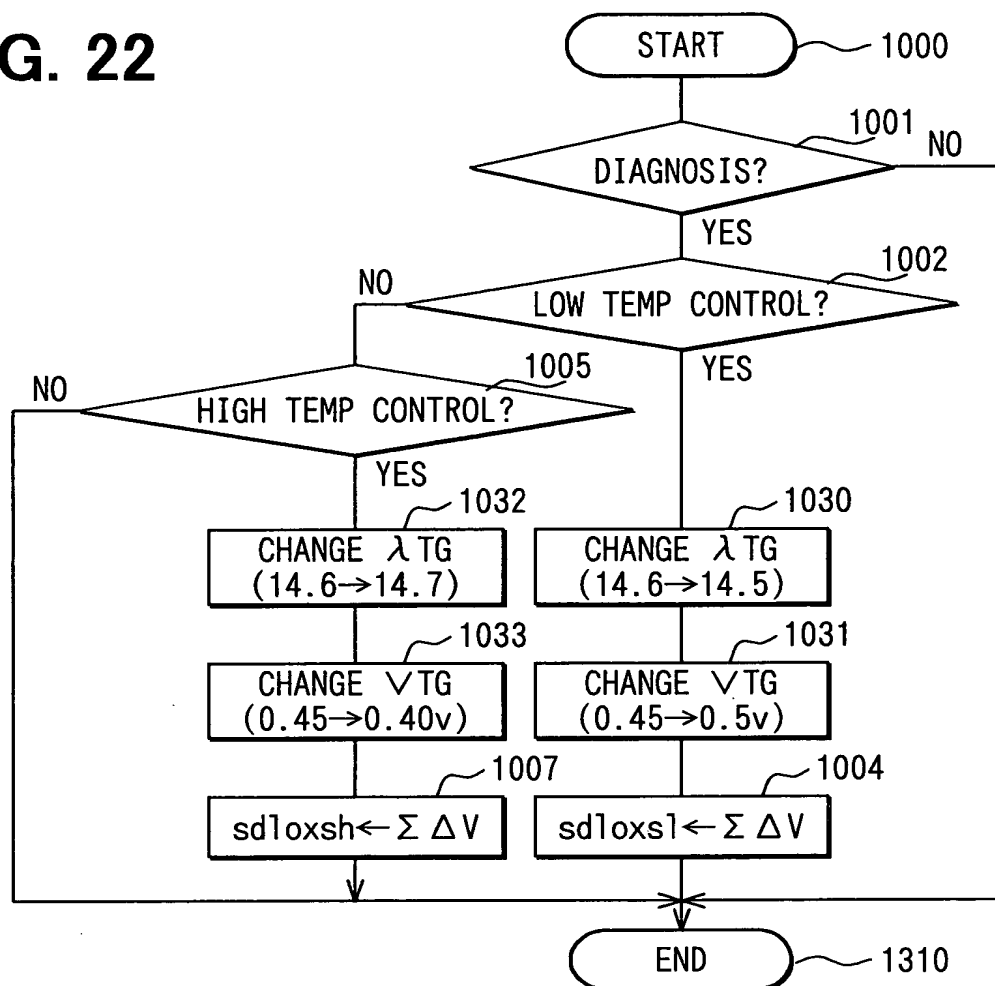 G. 22
START
1000
1001
NO
DIAGNOSIS?
YES
1002
NO
LOW TEMP CONTROL?
YES
1005
NO
HIGH TEMP CONTROL?
YES
1032
CHANGE λTG
(14.6→14.7)
1030
CHANGE λTG
(14.6→14.5)
1033
CHANGE VTG
(0.45→0.40v)
1031
CHANGE VTG
(0.45→0.5v)
1007
sdloxsh←ΣΔV
1004
sdloxsl←ΣΔV
END
1310